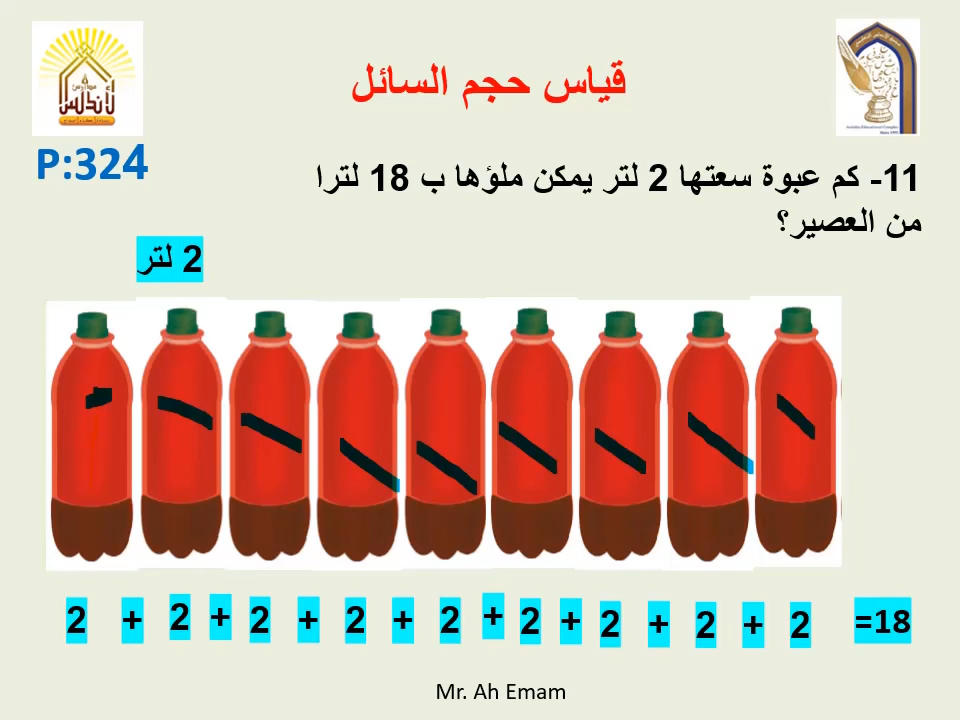 قياس حجم السائل
P:324
11- كم عبوة سعتها 2 لتر يمكن ملؤها ب 18 لترا
من العصير؟
2 لتر
2 + 2 + 2 + 2 + 2 + 2 + 2 + 2 + 2 =18
Mr. Ah Emam